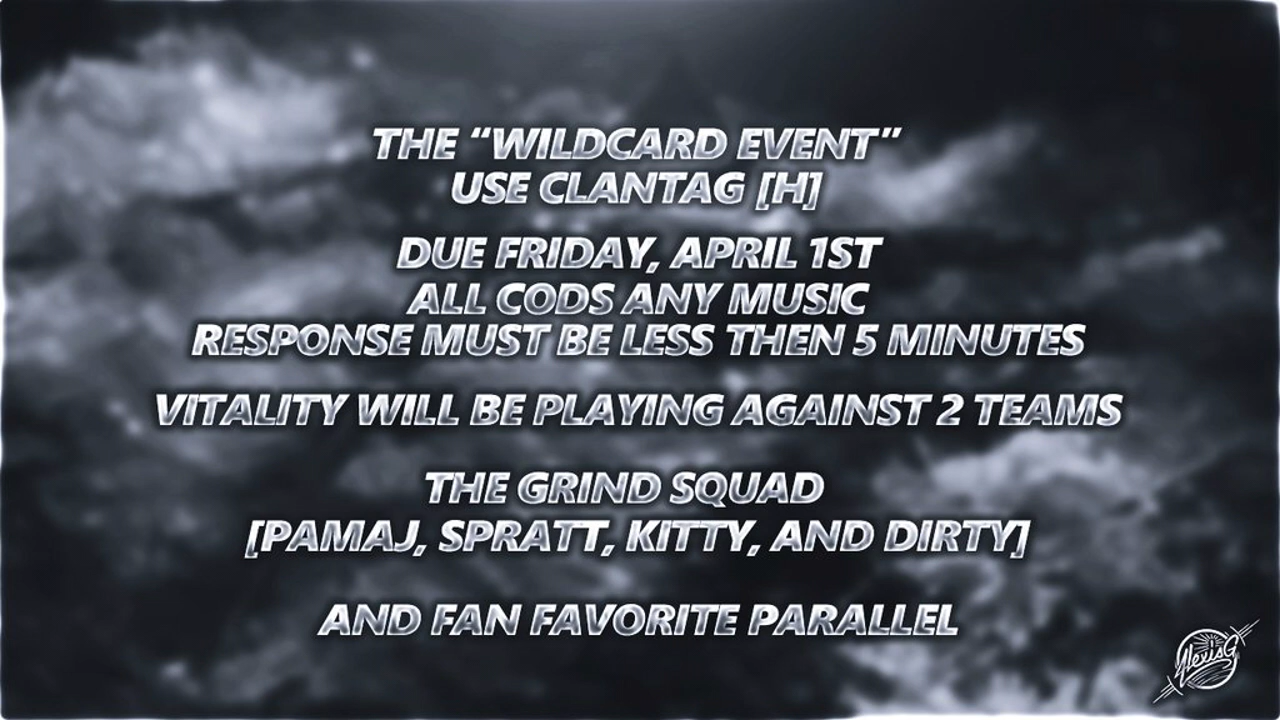 THE “WILDCARD EVENT”
USE CLANTAG [H]
DUE FRIDAY, APRIL 1ST
ALL CODS ANY MUSIC
RESPONSE MUST BE LESS THEN 5 MINUTES
VITALITY WILL BE PLAYING AGAINST 2 TEAMS
THE GRIND SQUAD
[PAMAJ, SPRATT, KITTY, AND DIRTY]
AND FAN FAVORITE PARALLEL
AlexisG